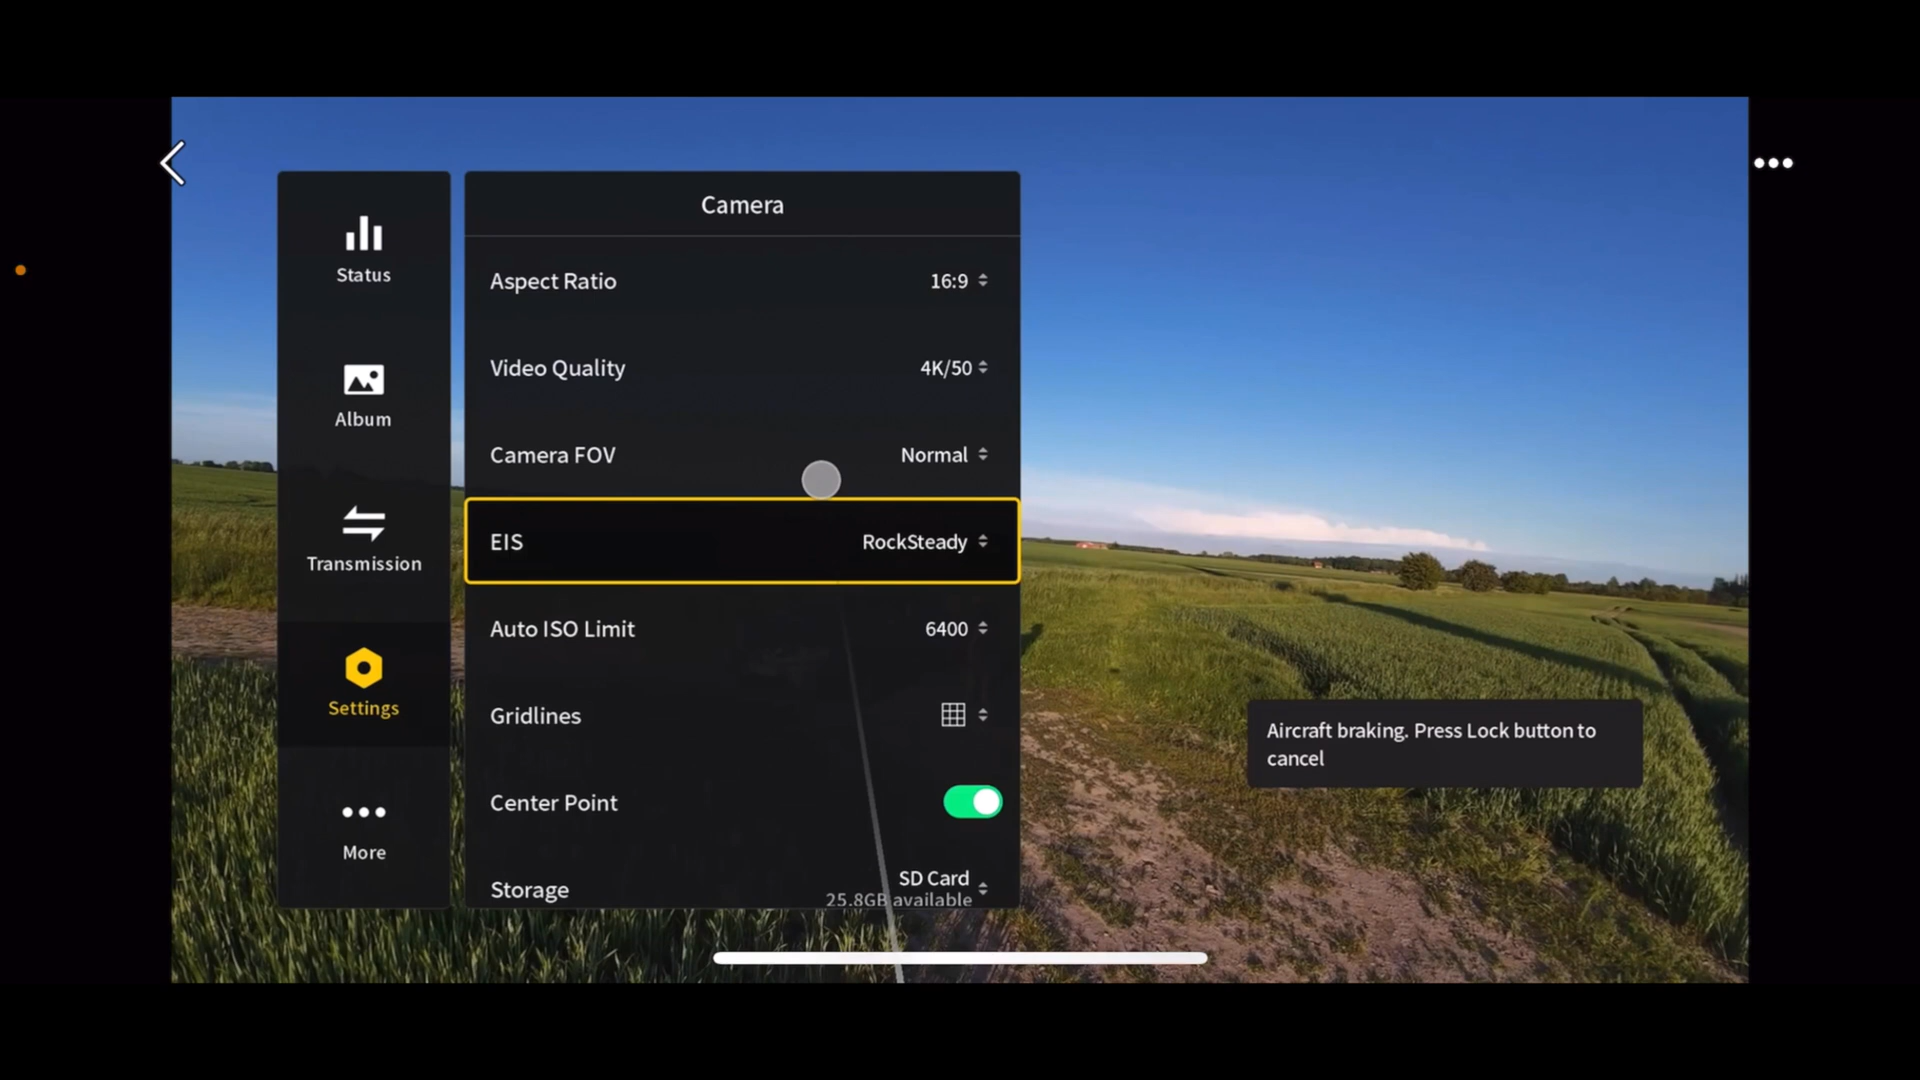 Status
Album
Transmission
Settings
More
Camera
Aspect Ratio 16:9
Video Quality 4K/50
Camera FOV Normal
EIS RockSteady
Auto ISO Limit 6400
Gridlines
Center Point
Storage SD Card
25.8GB available
Aircraft braking. Press Lock button to
cancel